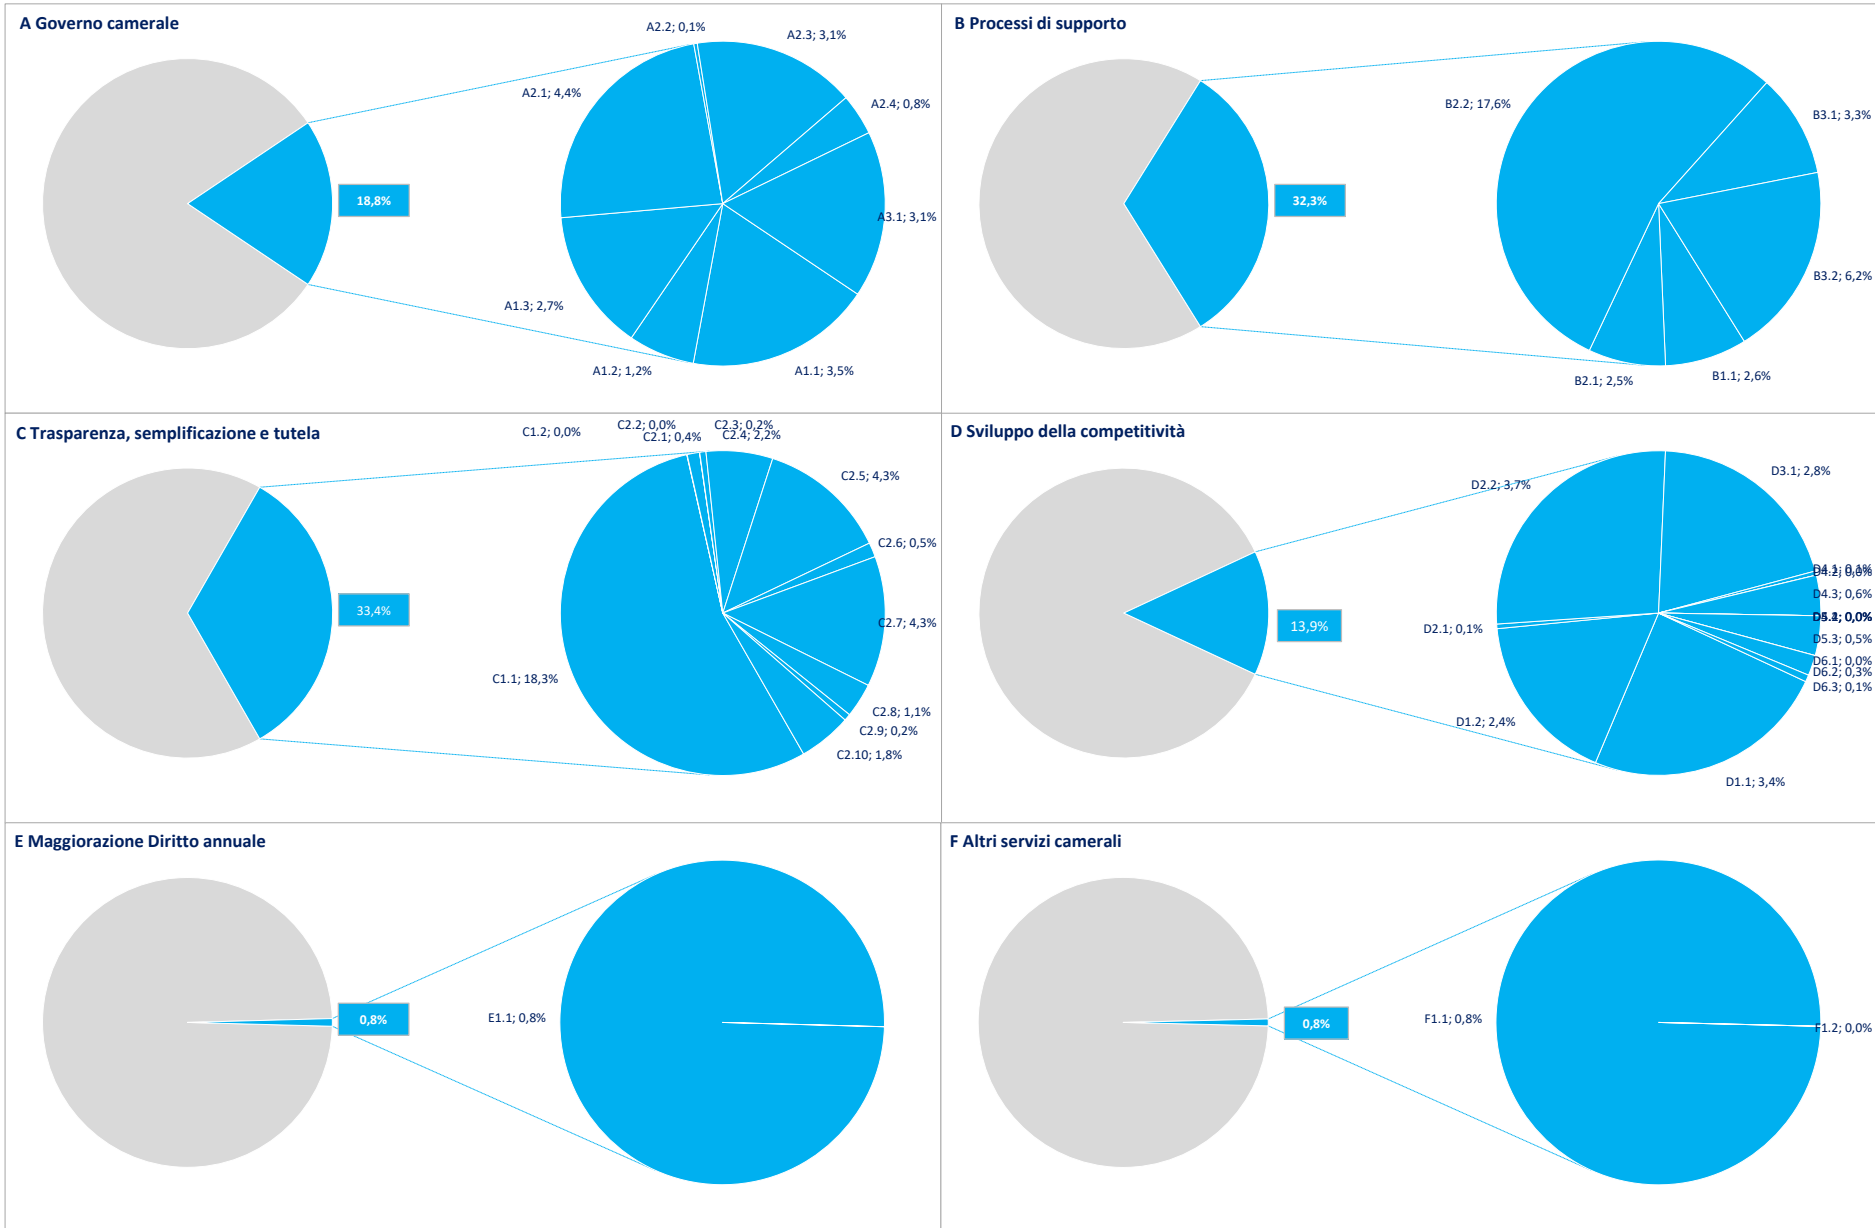 A Governo camerale
A2.2; 0,1%
A2.3; 3,1%
A2.1; 4,4%
A2.4; 0,8%
18,8%
A3.1; 3,1%
A1.3; 2,7%
A1.2; 1,2%
A1.1; 3,5%
B Processi di supporto
B2.2; 17,6%
B3.1; 3,3%
32,3%
B3.2; 6,2%
B2.1; 2,5%
B1.1; 2,6%
C Trasparenza, semplificazione e tutela
C1.2; 0,0%
C2.2; 0,0%
C2.3; 0,2%
C2.1; 0,4%
C2.4; 2,2%
C2.5; 4,3%
C2.6; 0,5%
33,4%
C2.7; 4,3%
C1.1; 18,3%
C2.8; 1,1%
C2.9; 0,2%
C2.10; 1,8%
D Sviluppo della competitività
D2.2; 3,7%
D3.1; 2,8%
D4.1; 0,1%
D4.2; 0,0%
D4.3; 0,6%
13,9%
D2.1; 0,1%
D5.3; 0,5%
D6.1; 0,0%
D6.2; 0,3%
D6.3; 0,1%
D1.2; 2,4%
D1.1; 3,4%
E Maggiorazione Diritto annuale
0,8%
E1.1; 0,8%
F Altri servizi camerali
0,8%
F1.1; 0,8%
F1.2; 0,0%